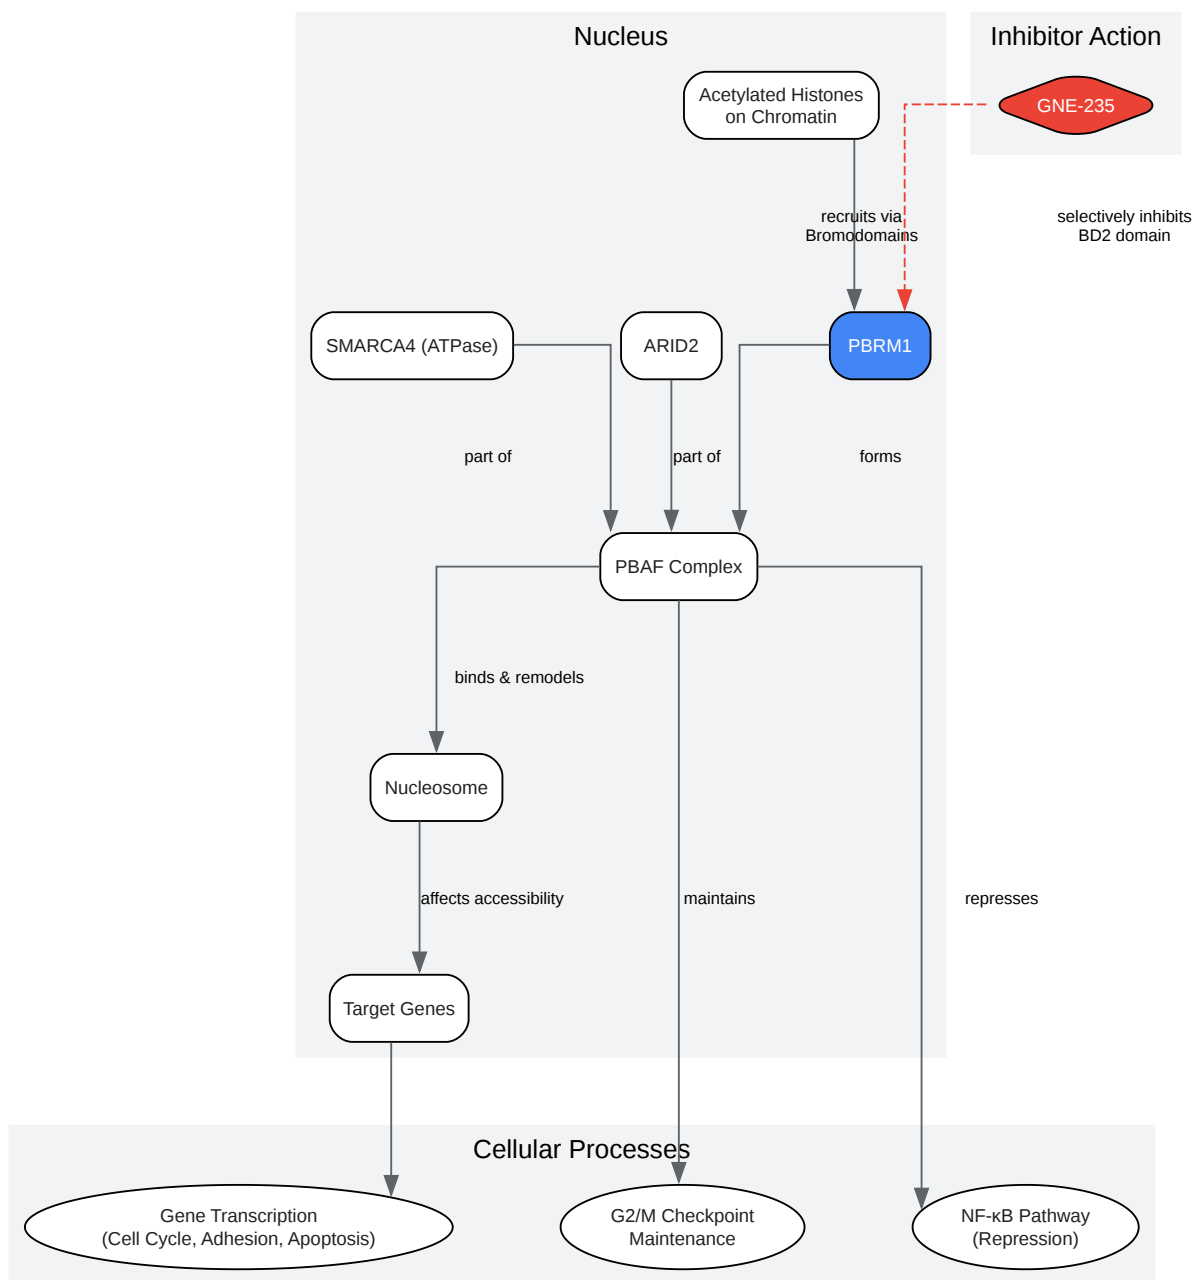 Nucleus
Inhibitor Action
Acetylated Histones
on Chromatin
GNE-235
recruits via
Bromodomains
selectively inhibits
BD2 domain
SMARCA4 (ATPase)
ARID2
PBRM1
part of
part of
forms
PBAF Complex
binds & remodels
Nucleosome
affects accessibility
maintains
represses
Target Genes
Cellular Processes
Gene Transcription
(Cell Cycle, Adhesion, Apoptosis)
G2/M Checkpoint
Maintenance
NF-κB Pathway
(Repression)